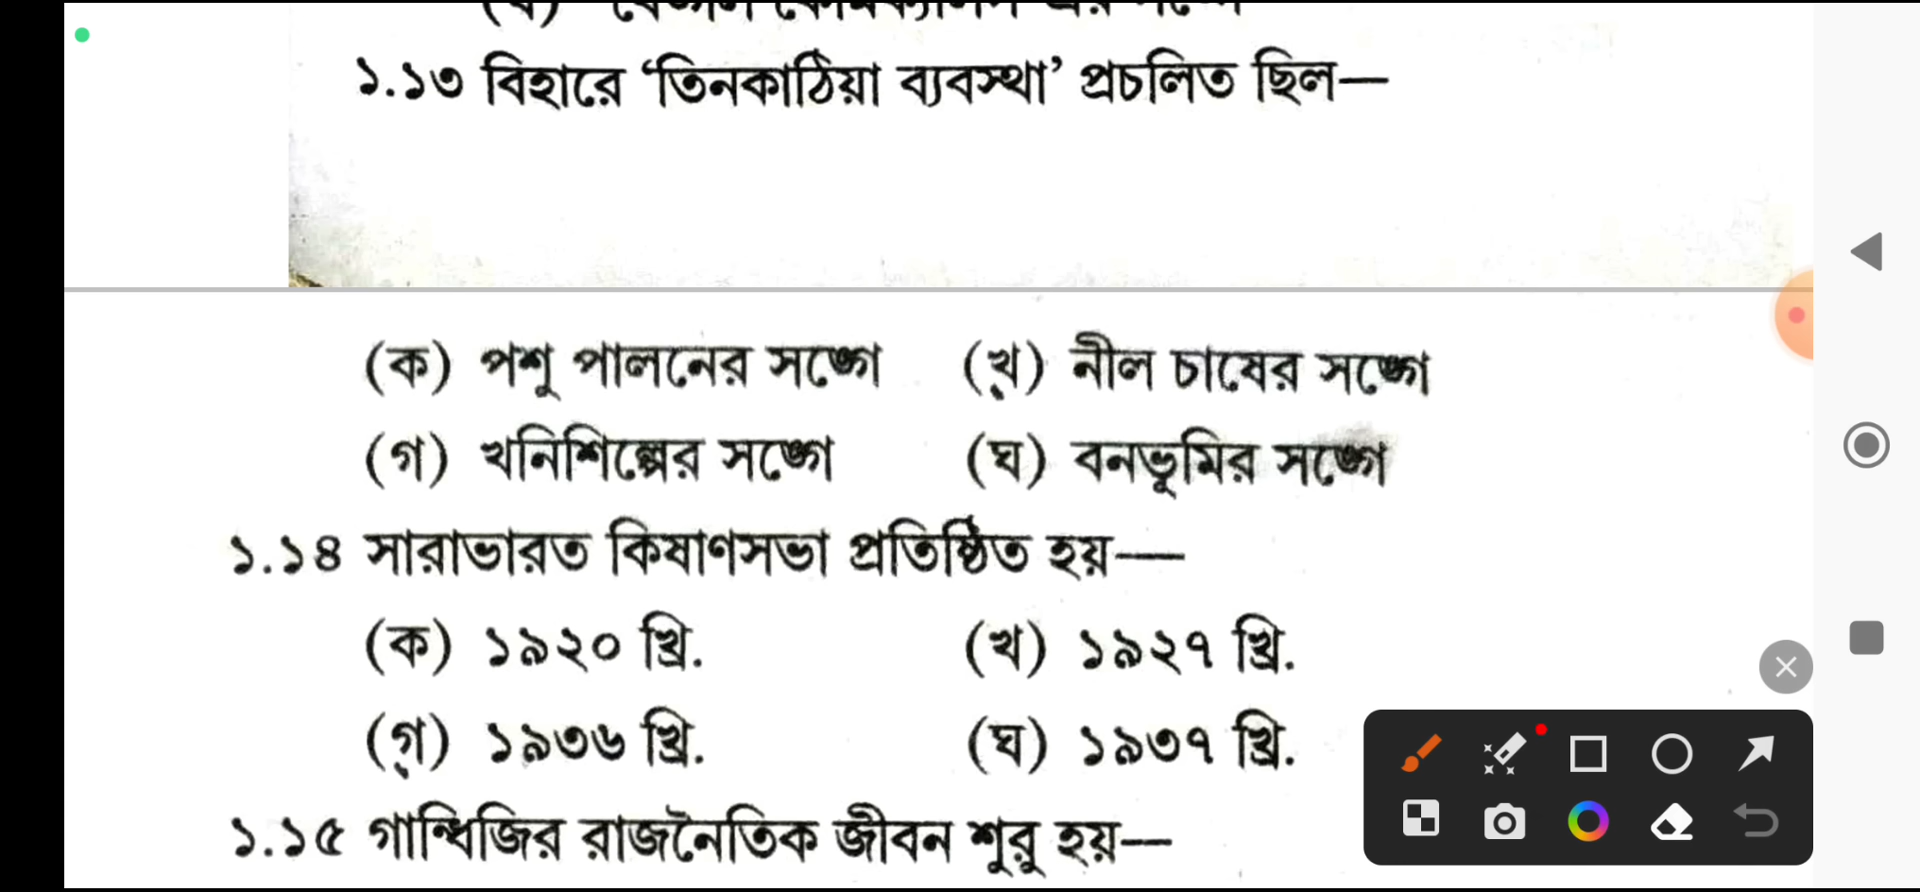 ১.১৩ বিহারে ‘তিনকাঠিয়া ব্যবস্থা’ প্রচলিত ছিল—
(ক) পশু পালনের সঙ্গে (খ) নীল চাষের সঙ্গে
(গ) খনিশিল্পের সঙ্গে (ঘ) বনভূমির সঙ্গে
১.১৪ সারাভারত কিষাণসভা প্রতিষ্ঠিত হয়—
(ক) ১৯২০ খ্রি. (খ) ১৯২৭ খ্রি.
(গ) ১৯৩৬ খ্রি. (ঘ) ১৯৩৭ খ্রি.
১.১৫ গান্ধিজির রাজনৈতিক জীবন শুরু হয়—